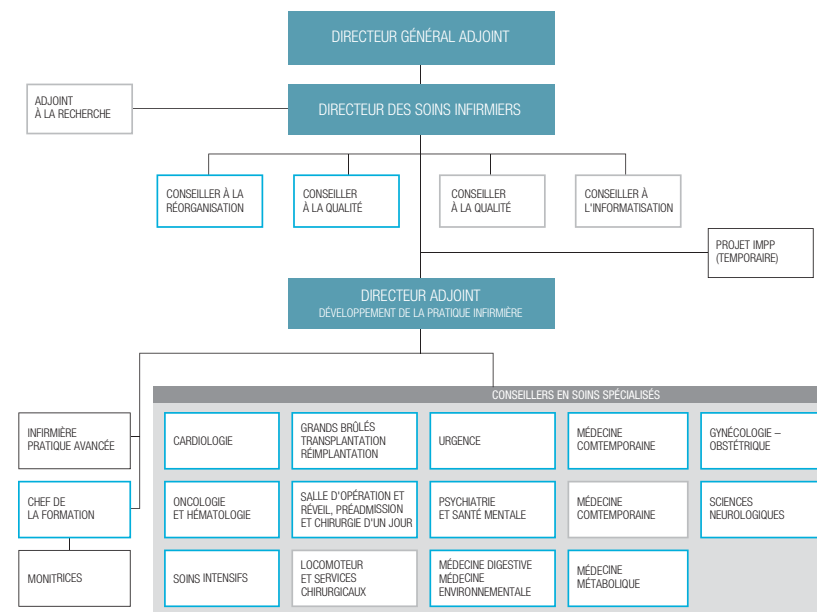 DIRECTEUR GÉNÉRAL ADJOINT
ADJOINT
À LA RECHERCHE
DIRECTEUR DES SOINS INFIRMIERS
CONSEILLER À LA
RÉORGANISATION
CONSEILLER
À LA QUALITÉ
CONSEILLER
À LA QUALITÉ
CONSEILLER À
L'INFORMATISATION
PROJET IMPP
(TEMPORAIRE)
DIRECTEUR ADJOINT
DÉVELOPPEMENT DE LA PRATIQUE INFIRMIÈRE
CONSEILLERS EN SOINS SPÉCIALISÉS
INFIRMIÈRE
PRATIQUE AVANCÉE
CARDIOLOGIE
GRANDS BRÛLÉS
TRANSPLANTATION
RÉIMPLANTATION
URGENCE
MÉDECINE
COMTEMPORAINE
GYNÉCOLOGIE –
OBSTÉTRIQUE
CHEF DE
LA FORMATION
ONCOLOGIE
ET HÉMATOLOGIE
SALLE D'OPÉRATION ET
RÉVEIL, PRÉADMISSION
ET CHIRURGIE D'UN JOUR
PSYCHIATRIE
ET SANTÉ MENTALE
MÉDECINE
COMTEMPORAINE
SCIENCES
NEUROLOGIQUES
MONITRICES
SOINS INTENSIFS
LOCOMOTEUR
ET SERVICES
CHIRURGICAUX
MÉDECINE DIGESTIVE
MÉDECINE
ENVIRONNEMENTALE
MÉDECINE
MÉTABOLIQUE